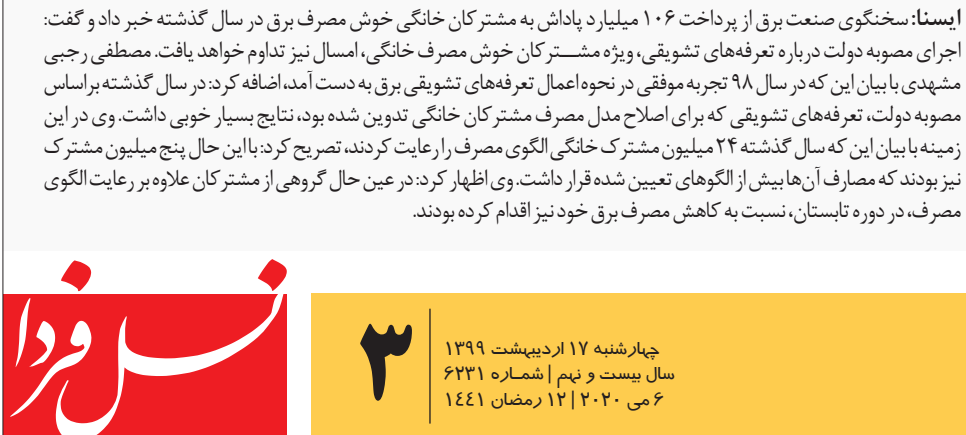 ایسنا: سخنگوی صنعت برق از پرداخت ۱۰۶ میلیارد پاداش به مشترکان خانگی خوش مصرف برق در سال گذشته خبر داد و گفت:
اجرای مصوبه دولت درباره تعرفه‌های تشویقی، ویژه مشترکان خوش مصرف خانگی، امسال نیز تداوم خواهد یافت. مصطفی رجبی
مشهدی با بیان این که در سال ۹۸ تجربه موفقی در نحوه اعمال تعرفه‌های تشویقی برق به دست آمد، اضافه کرد: در سال گذشته براساس
مصوبه دولت، تعرفه‌های تشویقی که برای اصلاح مدل مصرف مشترکان خانگی تدوین شده بود، نتایج بسیار خوبی داشت. وی در این
زمینه با بیان این که سال گذشته ۲۴ میلیون مشترک خانگی الگوی مصرف را رعایت کردند، تصریح کرد: با این حال پنج میلیون مشترک
نیز بودند که مصارف آن‌ها بیش از الگوهای تعیین شده قرار داشت. وی اظهار کرد: در عین حال گروهی از مشترکان علاوه بر رعایت الگوی
مصرف، در دوره تابستان، نسبت به کاهش مصرف برق خود نیز اقدام کرده بودند.
نسل فردا
۳
چهارشنبه ۱۷ اردیبهشت ۱۳۹۹
سال بیست و نهم | شماره ۶۲۳۱
۶ می ۲۰۲۰ | ۱۲ رمضان ۱۴۴۱